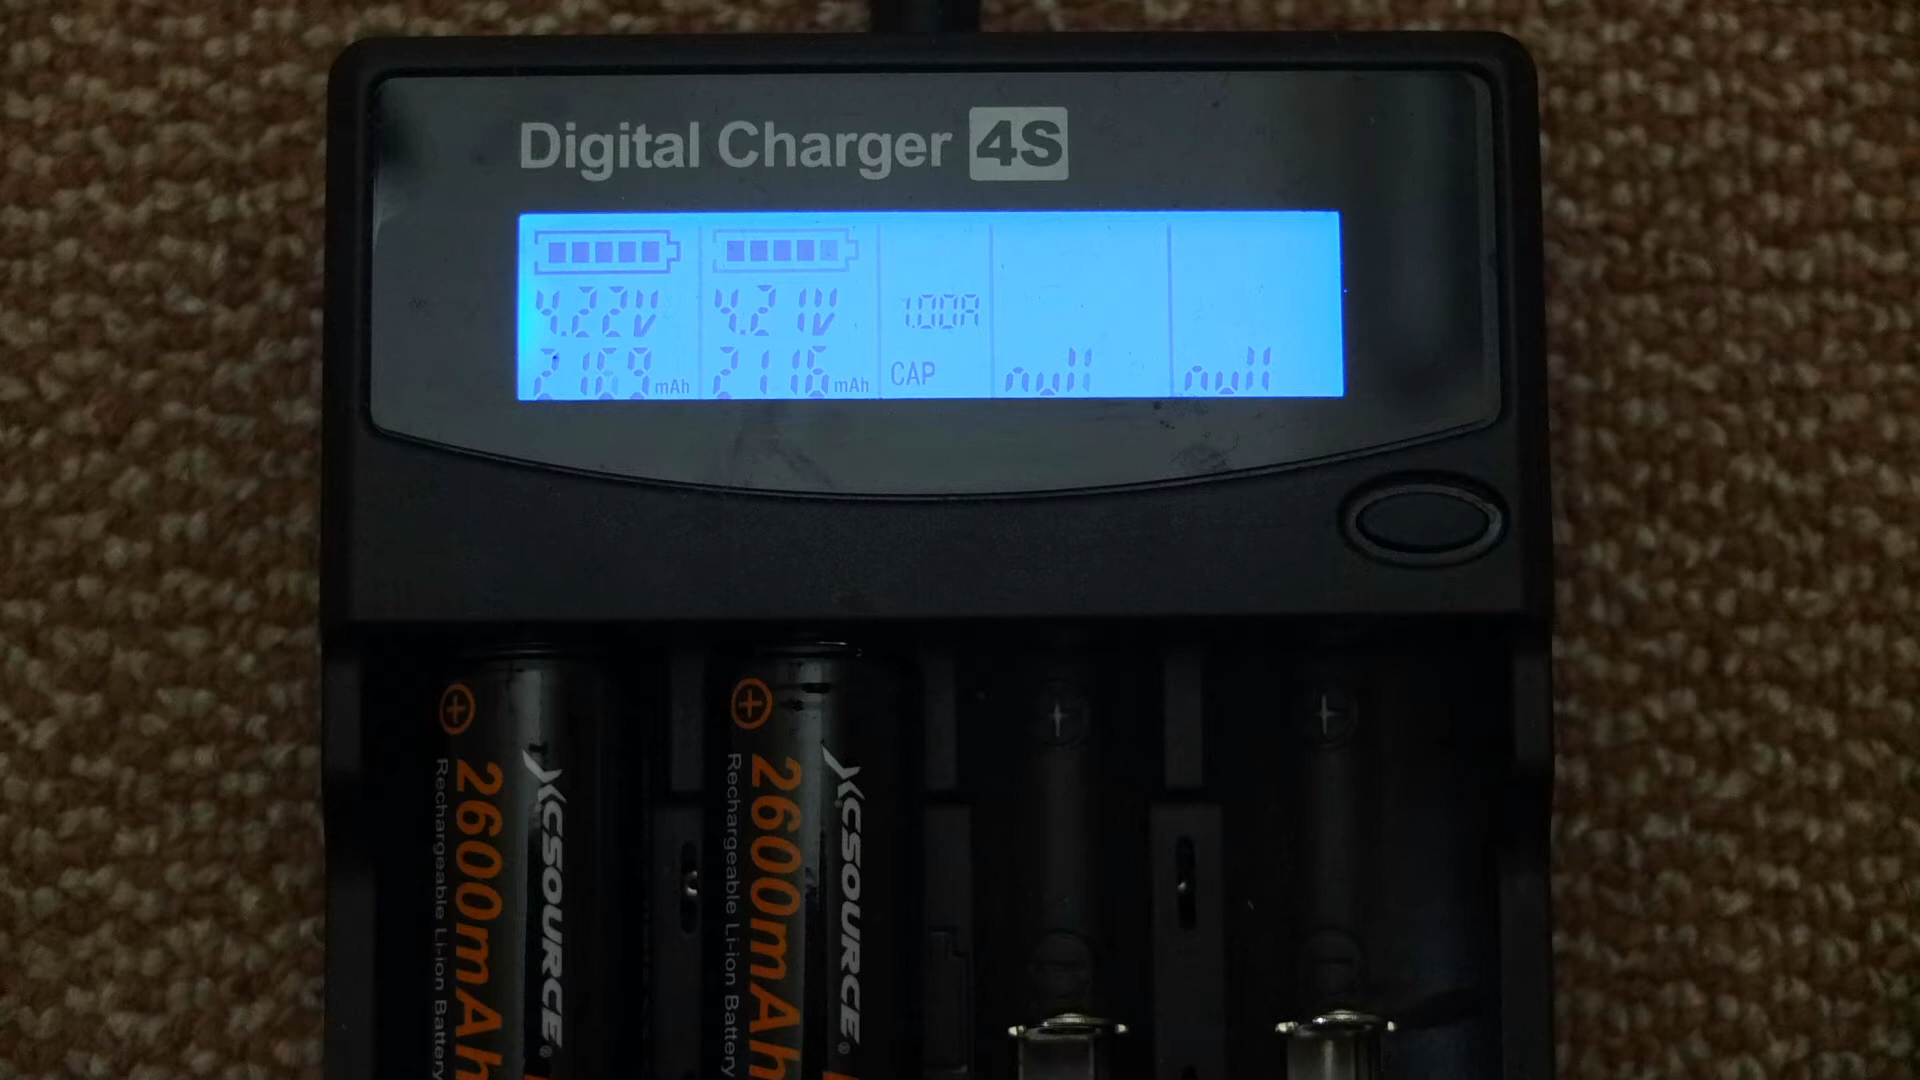 Digital Charger 4S
4.22V 4.21V 1.00A
2169mAh 2116mAh CAP null null
XCSOURCE®
2600mAh
Rechargeable Li-ion Battery
XCSOURCE®
2600mAh
Rechargeable Li-ion Battery